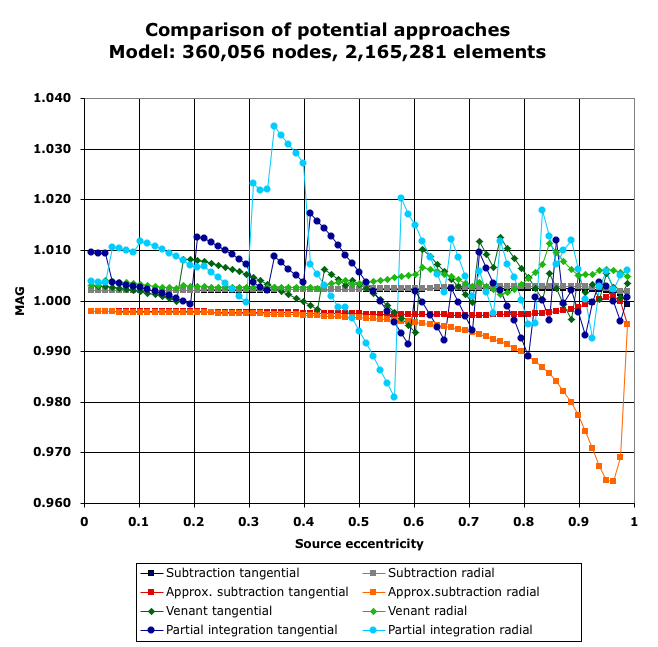 Comparison of potential approaches
Model: 360,056 nodes, 2,165,281 elements
1.040
1.030
1.020
1.010
1.000
0.990
0.980
0.970
0.960
MAG
0 0.1 0.2 0.3 0.4 0.5 0.6 0.7 0.8 0.9 1
Source eccentricity
Subtraction tangential Subtraction radial
Approx. subtraction tangential Approx.subtraction radial
Venant tangential Venant radial
Partial integration tangential Partial integration radial